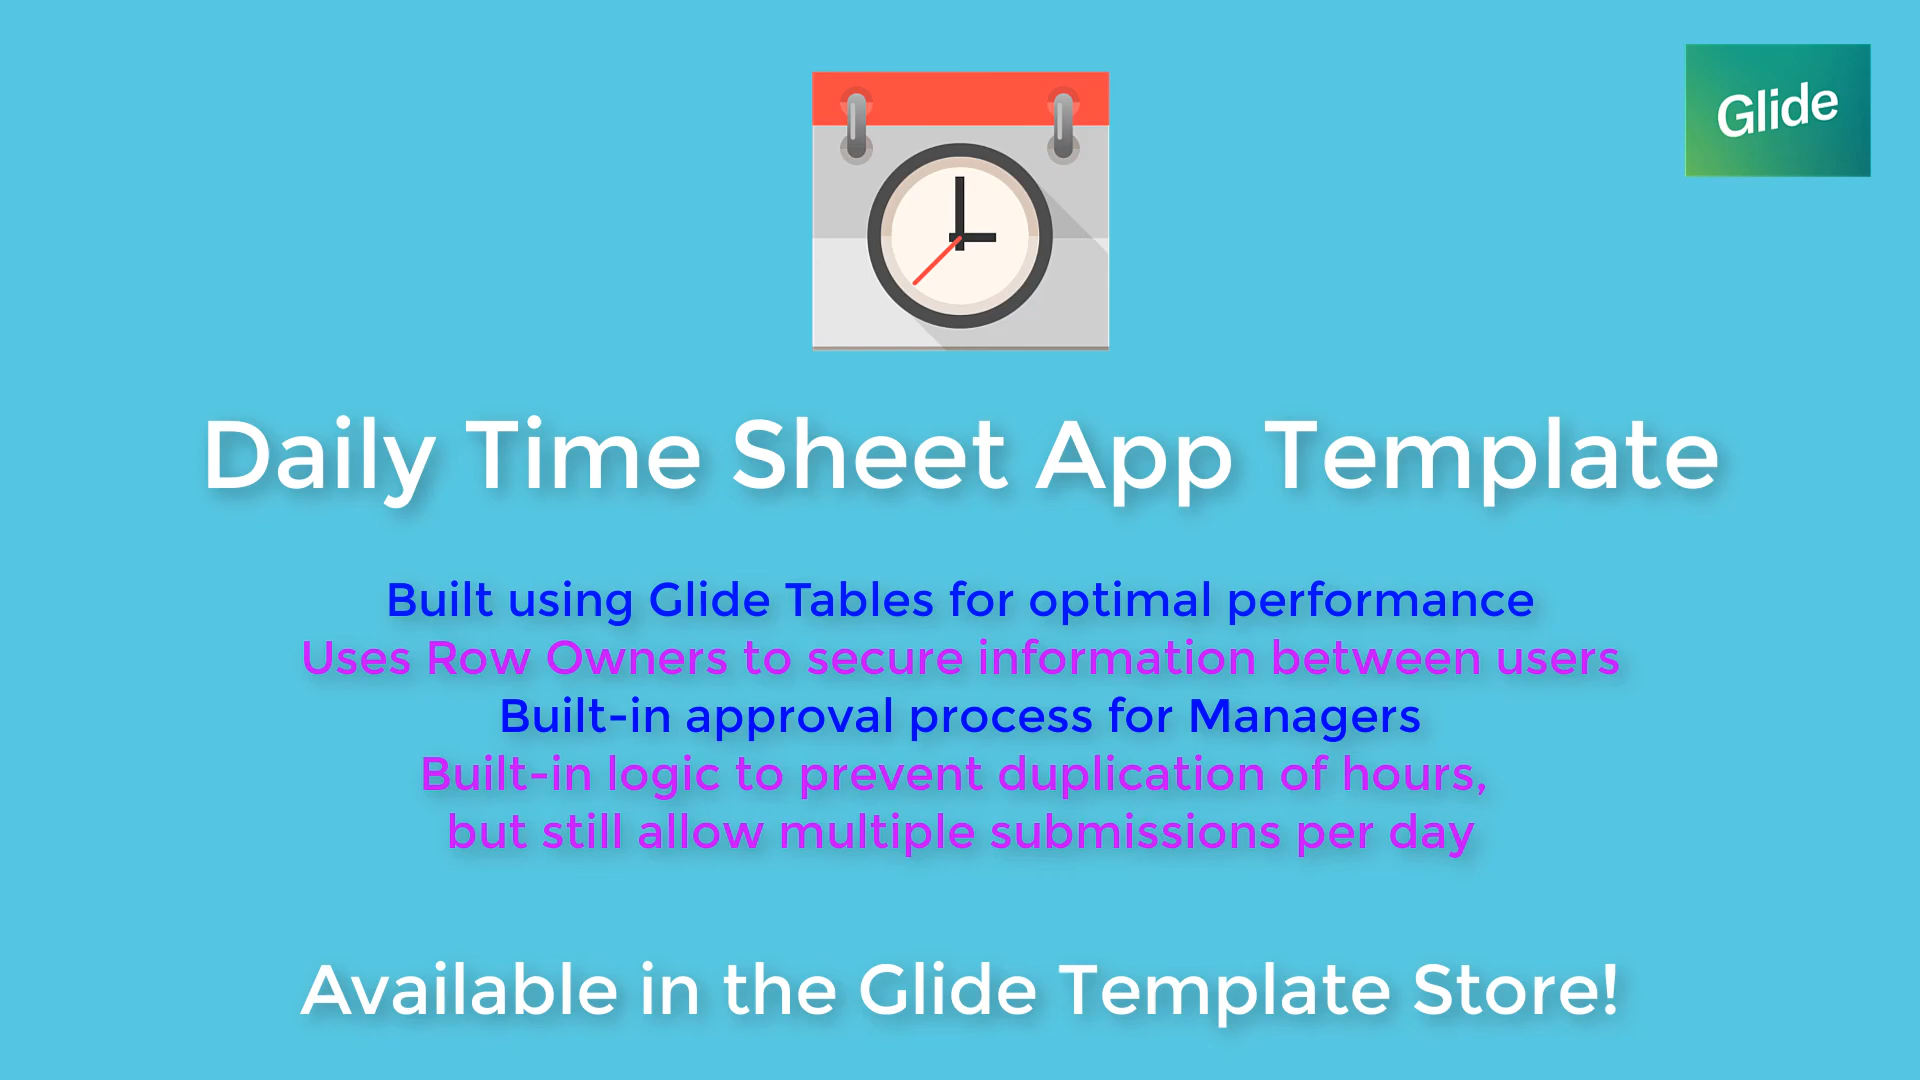 Glide
Daily Time Sheet App Template
Built using Glide Tables for optimal performance
Uses Row Owners to secure information between users
Built-in approval process for Managers
Built-in logic to prevent duplication of hours,
but still allow multiple submissions per day
Available in the Glide Template Store!